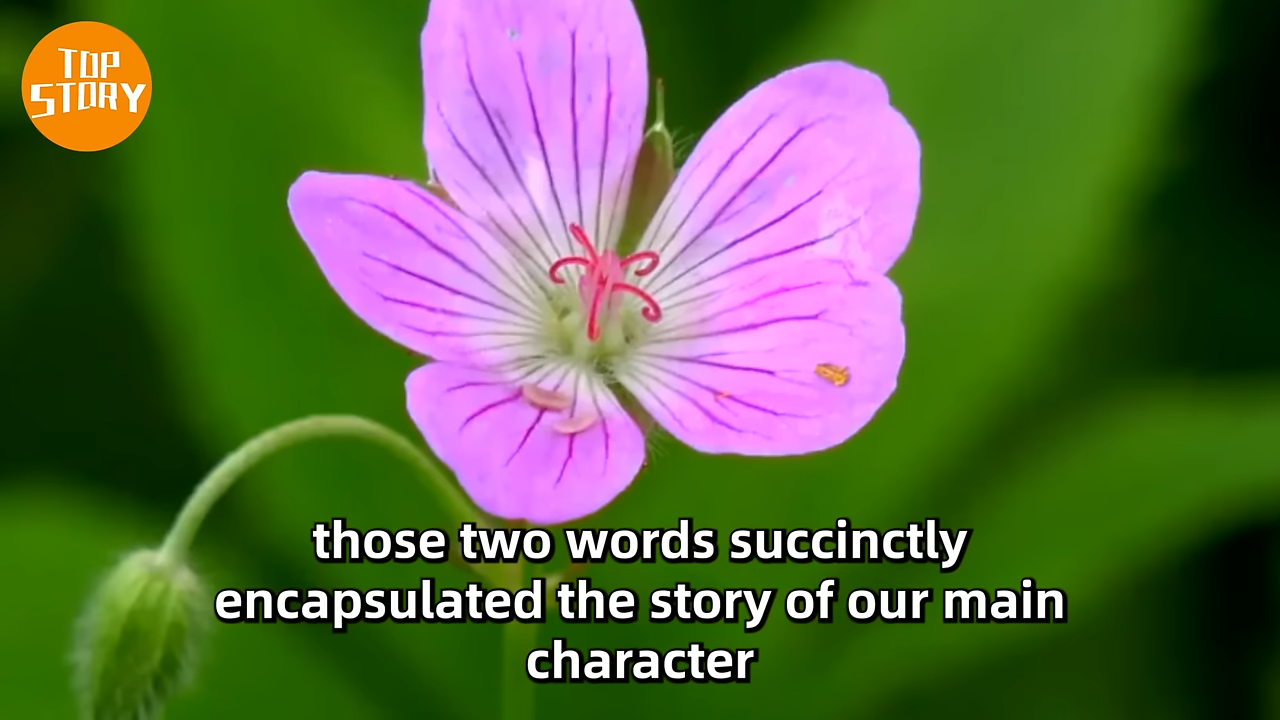 TOP
STORY
those two words succinctly
encapsulated the story of our main
character